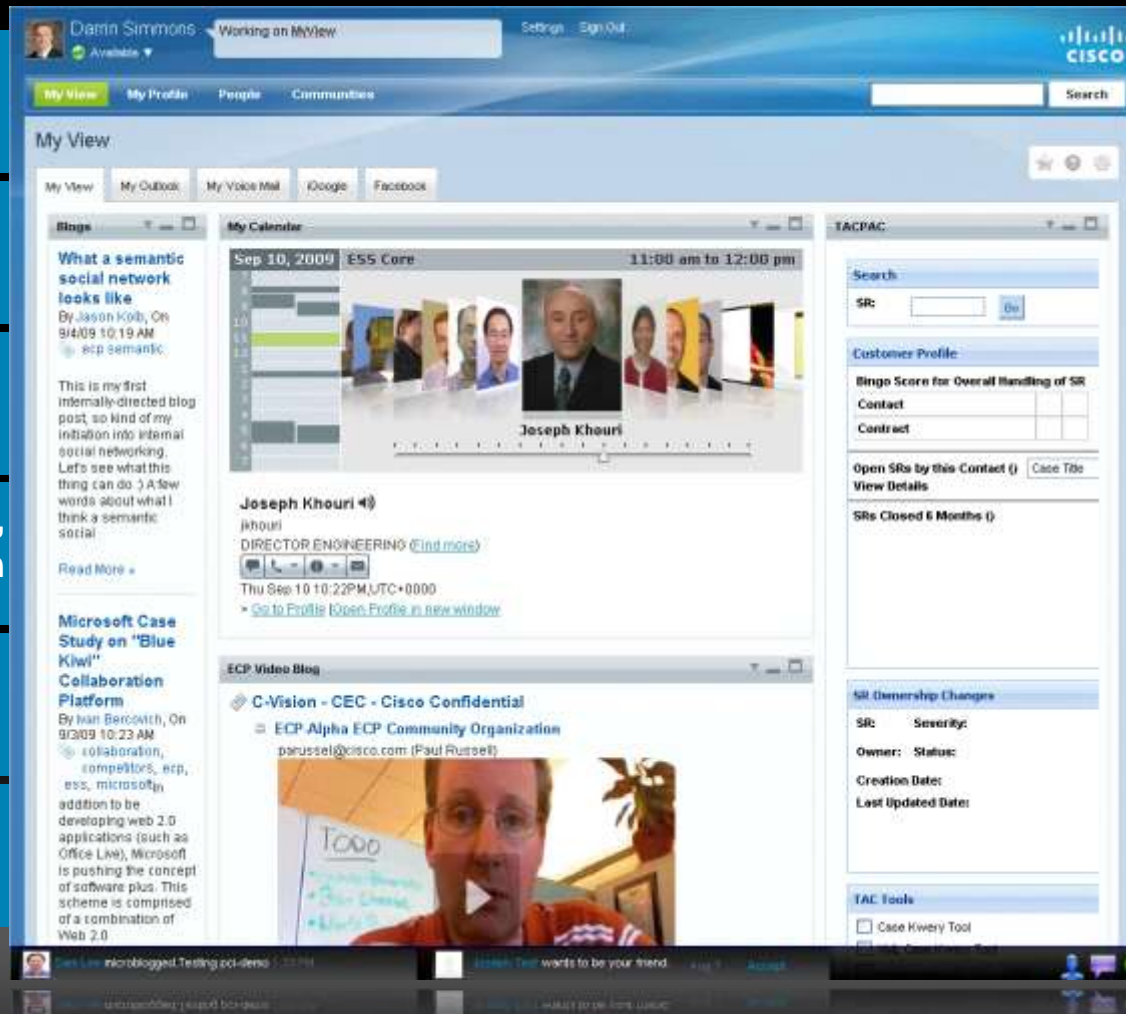 Darrin Simmons
Available
Working on MyView
Settings Sign Out
CISCO
My View My Profile People Communities
Search
My View
My View My Outlook My Voice Mail iGoogle Facebook
Blogs
What a semantic
social network
looks like
By Jason Kolb, On
9/4/09 10:19 AM
ecp semantic
This is my first
internally-directed blog
post, so kind of my
initiation into internal
social networking.
Let's see what this
thing can do :) A few
words about what I
think a semantic
social
Read More »
Microsoft Case
Study on "Blue
Kiwi"
Collaboration
Platform
By Ivan Bercovich, On
9/3/09 10:23 AM
collaboration,
competitors, ecp,
ess, microsoft
In
addition to be
developing web 2.0
applications (such as
Office Live), Microsoft
is pushing the concept
of software plus. This
scheme is comprised
of a combination of
Web 2.0
My Calendar
Sep 10, 2009 ESS Core 11:00 am to 12:00 pm
Joseph Khouri
Joseph Khouri
jkhouri
DIRECTOR.ENGINEERING (Find more)
Thu Sep 10 10:22PM,UTC+0000
» Go to Profile |Open Profile in new window
ECP Video Blog
C-Vision - CEC - Cisco Confidential
ECP Alpha ECP Community Organization
parussel@cisco.com (Paul Russell)
TODO
TACPAC
Search
SR: Go
Customer Profile
Bingo Score for Overall Handling of SR
Contact
Contract
Open SRs by this Contact () Case Title
View Details
SRs Closed 6 Months ()
SR Ownership Changes
SR: Severity:
Owner: Status:
Creation Date:
Last Updated Date:
TAC Tools
Case Kwery Tool
microblogged.Testing pci-demo
wants to be your friend. Accept